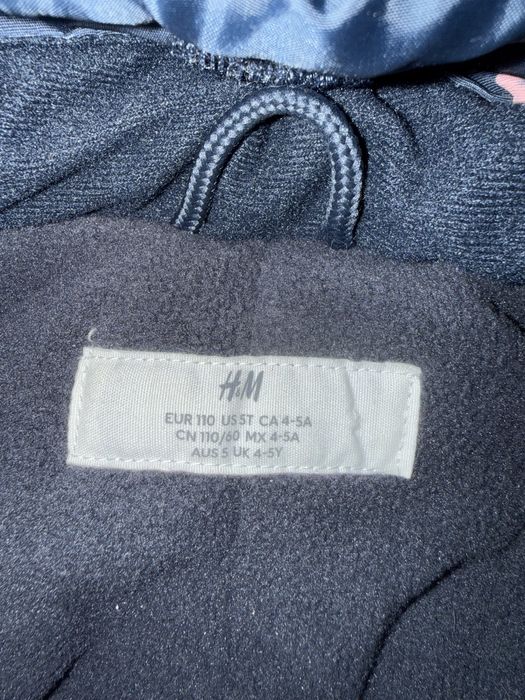 H&M
EUR 110 US 5T CA 4-5A
CN 110/60 MX 4-5A
AUS 5 UK 4-5Y